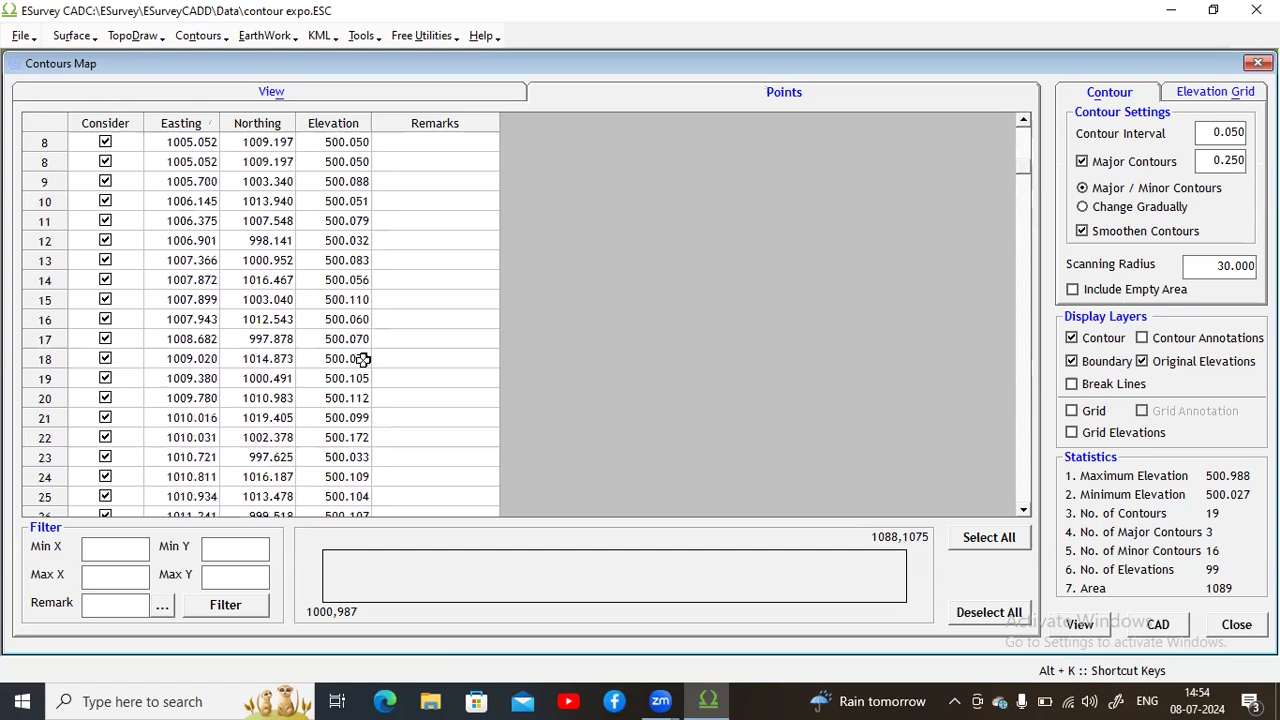 ESurvey CADC:\ESurvey\ESurveyCADD\Data\contour expo.ESC
File Surface TopoDraw Contours EarthWork KML Tools Free Utilities Help
Contours Map
View Points Contour Elevation Grid
Consider Easting Northing Elevation Remarks
8 1005.052 1009.197 500.050
8 1005.052 1009.197 500.050
9 1005.700 1003.340 500.088
10 1006.145 1013.940 500.051
11 1006.375 1007.548 500.079
12 1006.901 998.141 500.032
13 1007.366 1000.952 500.083
14 1007.872 1016.467 500.056
15 1007.899 1003.040 500.110
16 1007.943 1012.543 500.060
17 1008.682 997.878 500.070
18 1009.020 1014.873
19 1009.380 1000.491 500.105
20 1009.780 1010.983 500.112
21 1010.016 1019.405 500.099
22 1010.031 1002.378 500.172
23 1010.721 997.625 500.033
24 1010.811 1016.187 500.109
25 1010.934 1013.478 500.104
26 1011.241 999.518 500.107
Contour Settings
Contour Interval 0.050
Major Contours 0.250
Major / Minor Contours
Change Gradually
Smoothen Contours
Scanning Radius 30.000
Include Empty Area
Display Layers
Contour Contour Annotations
Boundary Original Elevations
Break Lines
Grid Grid Annotation
Grid Elevations
Statistics
1. Maximum Elevation 500.988
2. Minimum Elevation 500.027
3. No. of Contours 19
4. No. of Major Contours 3
5. No. of Minor Contours 16
6. No. of Elevations 99
7. Area 1089
Filter
Min X Min Y
Max X Max Y
Remark ... Filter
1088,1075
1000,987
Select All
Deselect All
View CAD Close
Activate Windows
Go to Settings to activate Windows.
Alt + K :: Shortcut Keys
Type here to search
zm
Rain tomorrow
ENG
14:54
08-07-2024
3